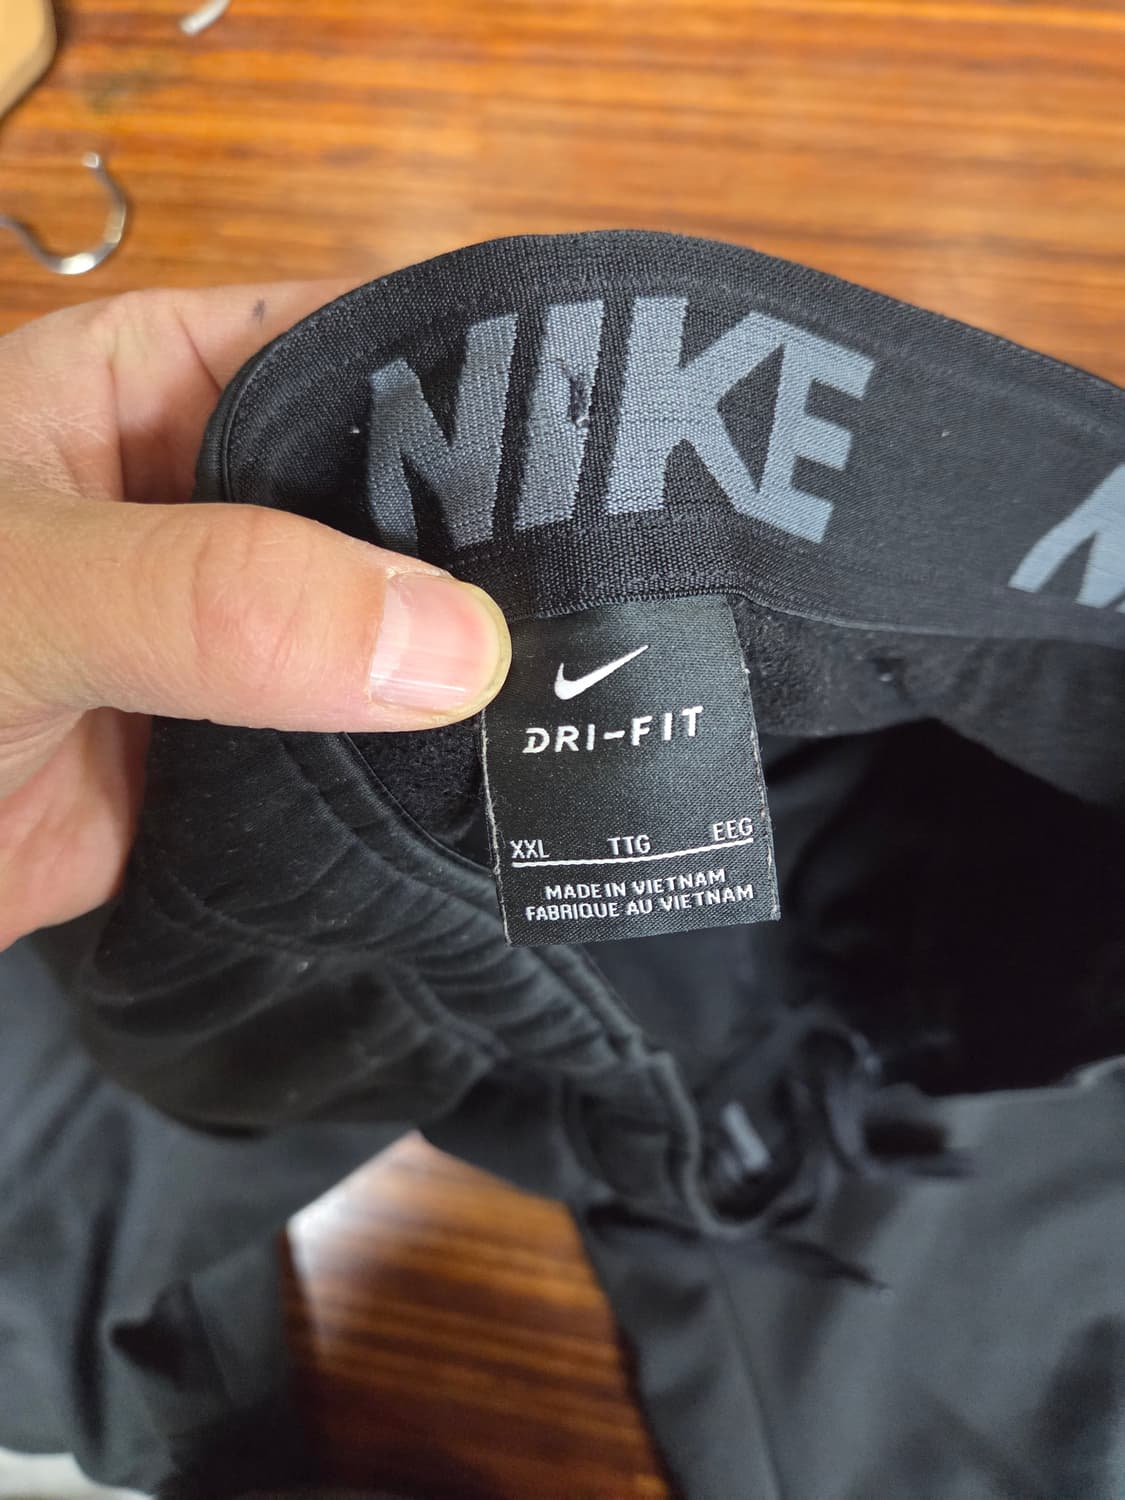 NIKE
DRI-FIT
XXL TTG EEG
MADE IN VIETNAM
FABRIQUE AU VIETNAM